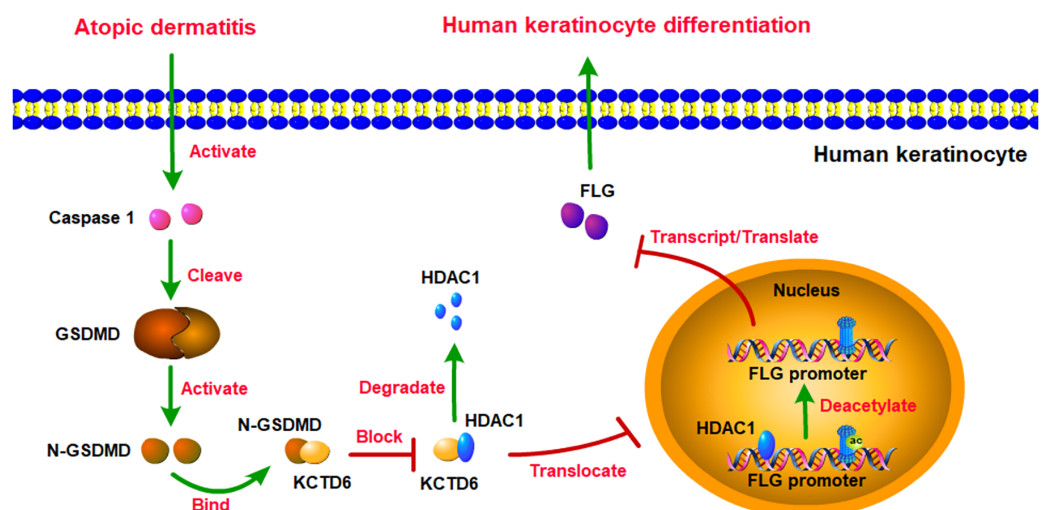 Atopic dermatitis
Human keratinocyte differentiation
Activate
Human keratinocyte
Caspase 1
FLG
Transcript/Translate
Cleave
HDAC1
Nucleus
GSDMD
FLG promoter
Activate
Degradate
Deacetylate
N-GSDMD
HDAC1
HDAC1
N-GSDMD
Block
ac
Translocate
KCTD6
KCTD6
FLG promoter
Bind